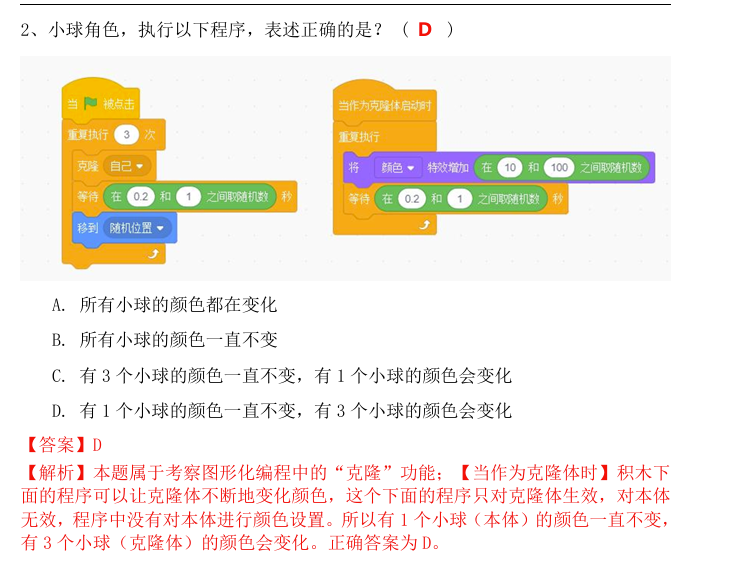 2、小球角色，执行以下程序，表述正确的是？（ D ）
当 被点击
重复执行 3 次
克隆 自己
等待 在 0.2 和 1 之间取随机数 秒
移到 随机位置
当作为克隆体启动时
重复执行
将 颜色 特效增加 在 10 和 100 之间取随机数
等待 在 0.2 和 1 之间取随机数 秒
A. 所有小球的颜色都在变化
B. 所有小球的颜色一直不变
C. 有 3 个小球的颜色一直不变，有 1 个小球的颜色会变化
D. 有 1 个小球的颜色一直不变，有 3 个小球的颜色会变化
【答案】D
【解析】本题属于考察图形化编程中的“克隆”功能；【当作为克隆体时】积木下
面的程序可以让克隆体不断地变化颜色，这个下面的程序只对克隆体生效，对本体
无效，程序中没有对本体进行颜色设置。所以有 1 个小球（本体）的颜色一直不变，
有 3 个小球（克隆体）的颜色会变化。正确答案为 D。